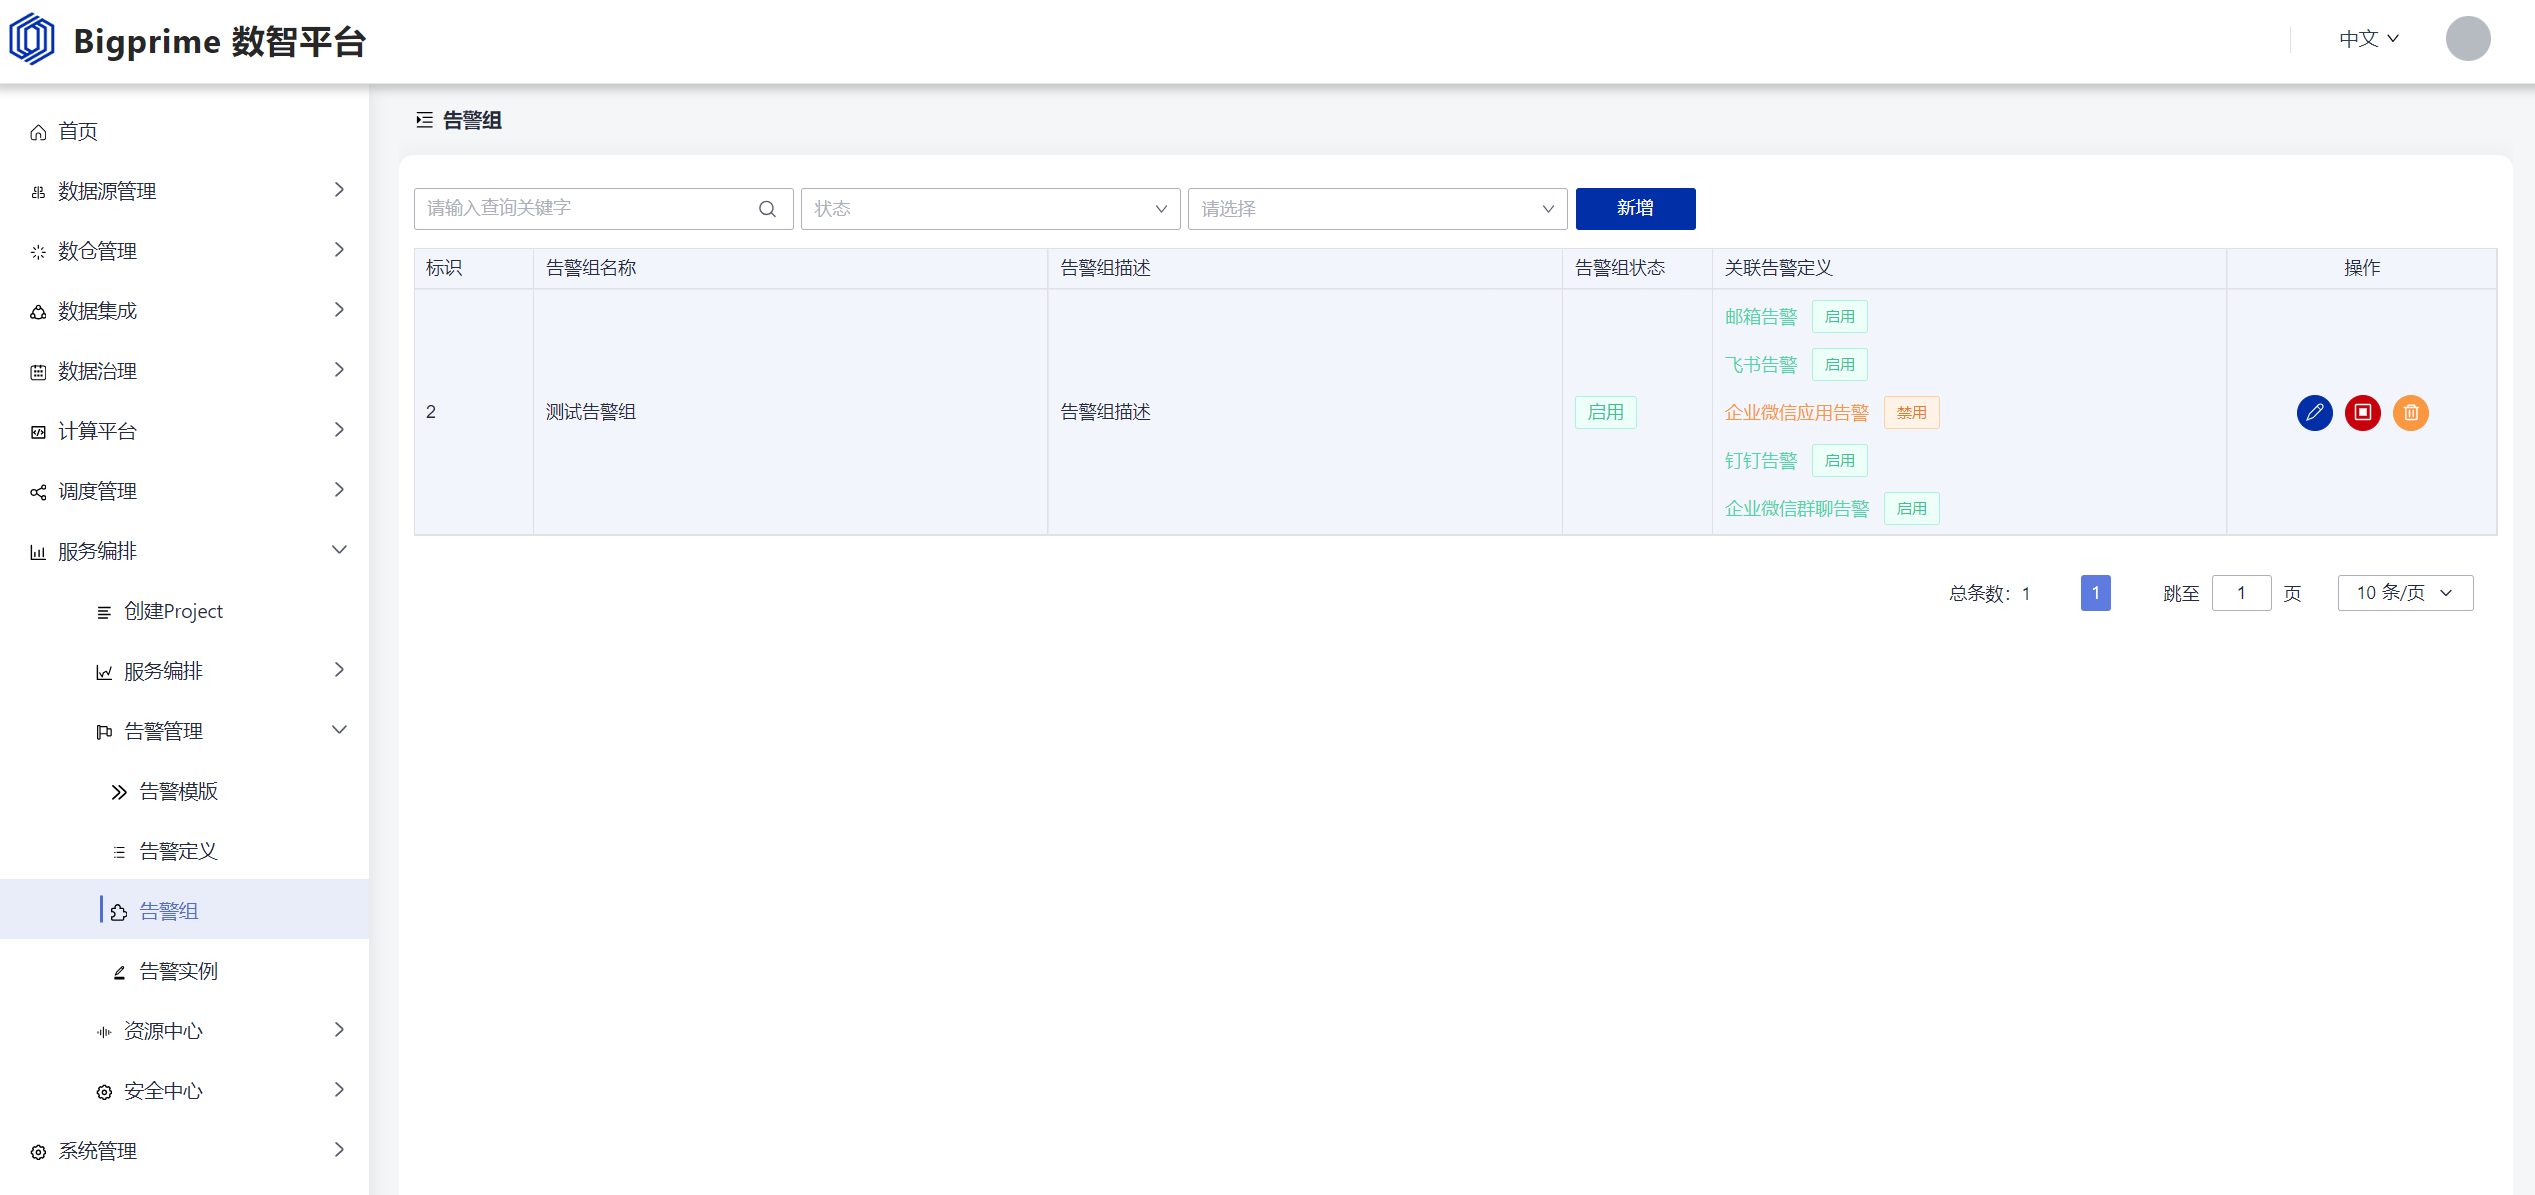 Bigprime 数智平台
中文
首页
数据源管理
数仓管理
数据集成
数据治理
计算平台
调度管理
服务编排
创建Project
服务编排
告警管理
告警模版
告警定义
告警组
告警实例
资源中心
安全中心
系统管理
告警组
请输入查询关键字 状态 请选择 新增
标识 告警组名称 告警组描述 告警组状态 关联告警定义 操作
2 测试告警组 告警组描述 启用
邮箱告警 启用
飞书告警 启用
企业微信应用告警 禁用
钉钉告警 启用
企业微信群聊告警 启用
总条数：1 1 跳至 1 页 10 条/页